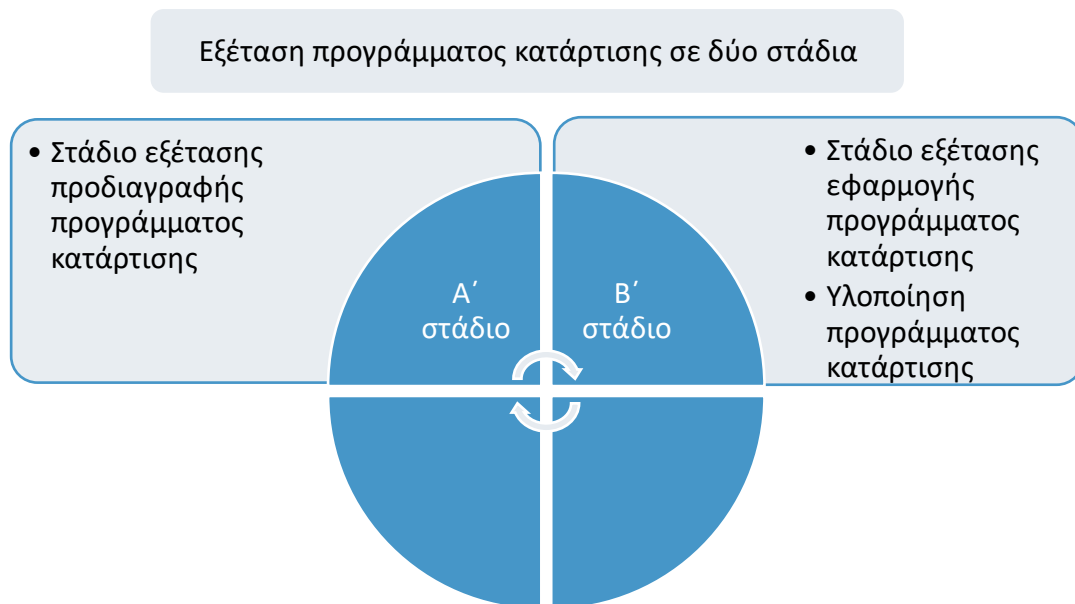 Εξέταση προγράμματος κατάρτισης σε δύο στάδια
• Στάδιο εξέτασης
προδιαγραφής
προγράμματος
κατάρτισης
• Στάδιο εξέτασης
εφαρμογής
προγράμματος
κατάρτισης
• Υλοποίηση
προγράμματος
κατάρτισης
Α΄
στάδιο
Β΄
στάδιο